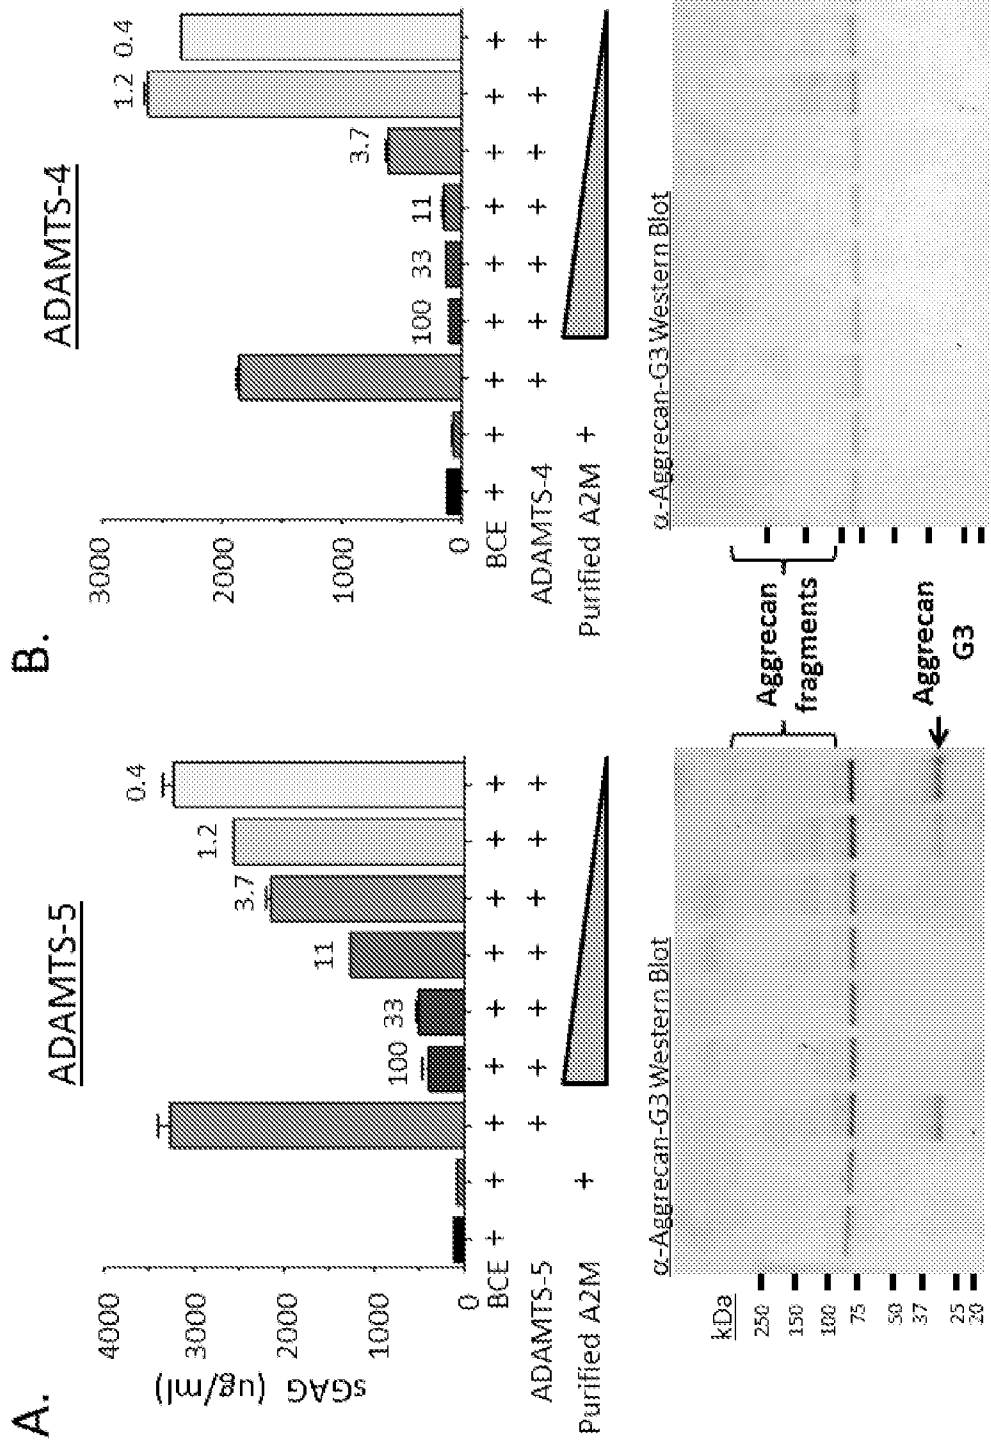 A.
ADAMTS-5
sGAG (ug/ml)
4000
3000
2000
1000
0
100 33 11 3.7 1.2 0.4
BCE + + + + + + + + +
ADAMTS-5 + + + + + + +
Purified A2M +
α-Aggrecan-G3 Western Blot
kDa
250
150
100
75
50
37
25
20
Aggrecan
fragments
Aggrecan
G3
B.
ADAMTS-4
3000
2000
1000
0
100 33 11 3.7 1.2 0.4
BCE + + + + + + + + +
ADAMTS-4 + + + + + + +
Purified A2M +
α-Aggrecan-G3 Western Blot